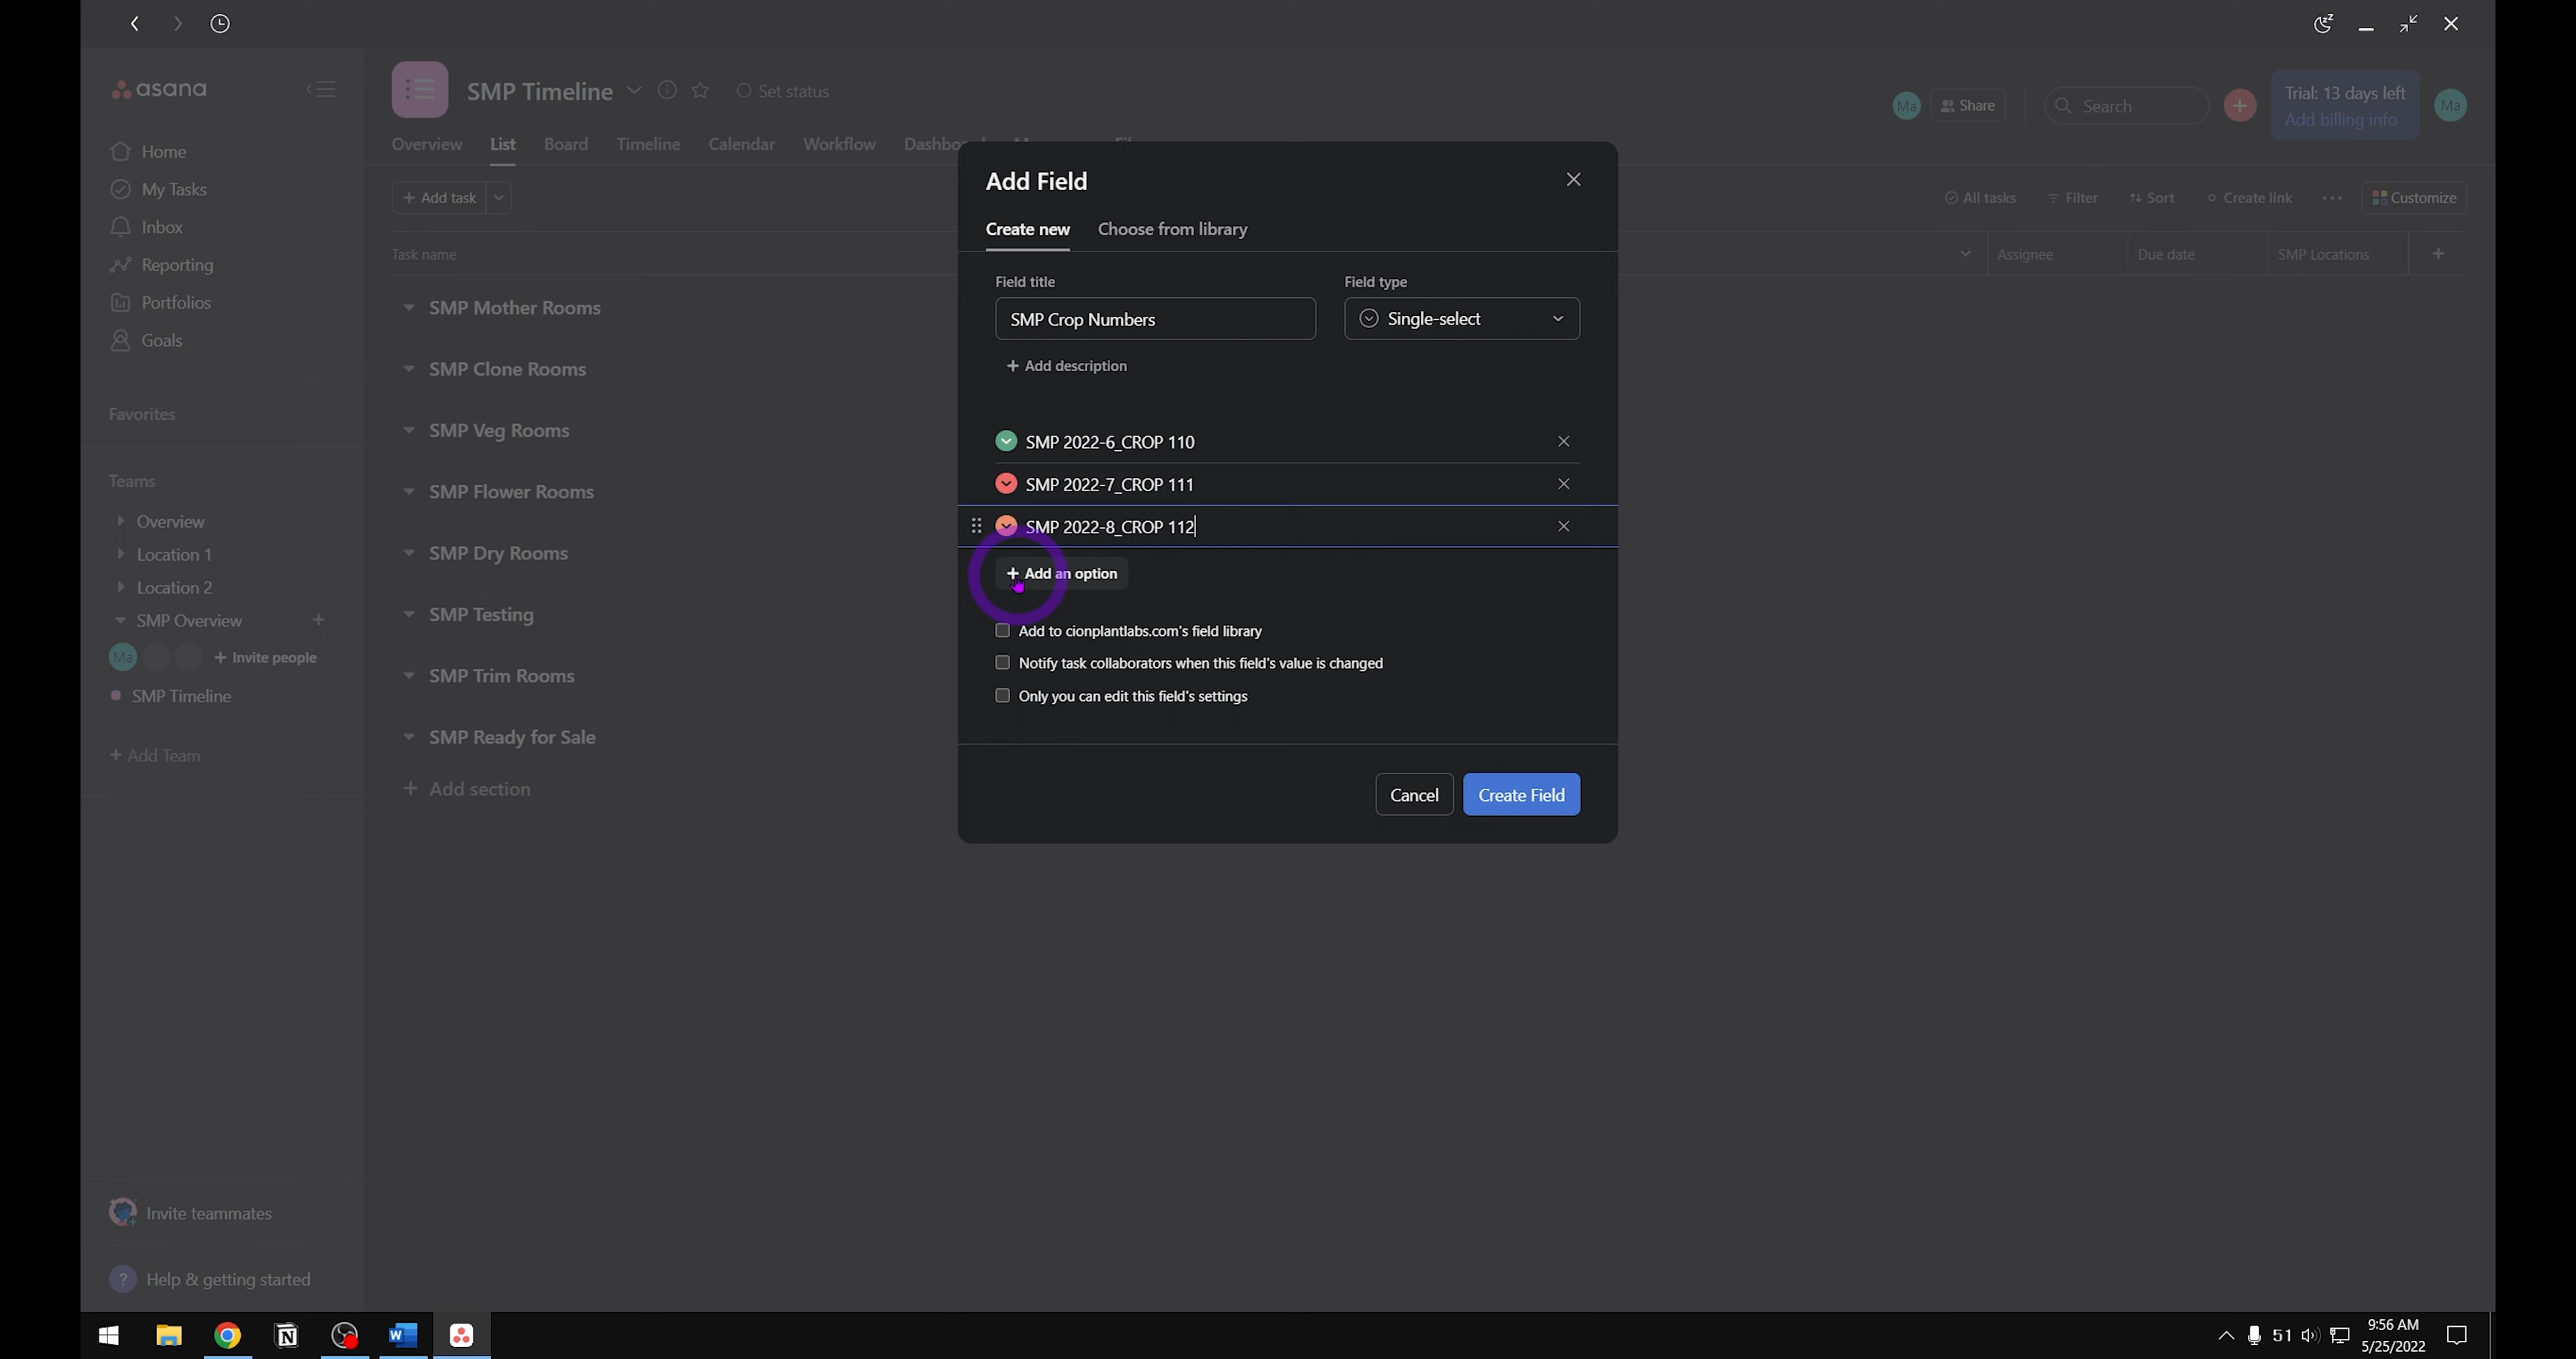 asana
SMP Timeline
Set status
Ma
Share
Search
Trial: 13 days left
Add billing info
Ma
Overview
List
Board
Timeline
Calendar
Workflow
Home
My Tasks
Inbox
Reporting
Portfolios
Goals
Favorites
Teams
Overview
Location 1
Location 2
SMP Overview
Ma
Invite people
SMP Timeline
Add Team
Invite teammates
? Help & getting started
Add task
All tasks
Filter
Sort
Create link
Customize
Task name
Assignee
Due date
SMP Locations
SMP Mother Rooms
SMP Clone Rooms
SMP Veg Rooms
SMP Flower Rooms
SMP Dry Rooms
SMP Testing
SMP Trim Rooms
SMP Ready for Sale
Add section
Add Field
Create new
Choose from library
Field title
Field type
SMP Crop Numbers
Single-select
Add description
SMP 2022-6_CROP 110
SMP 2022-7_CROP 111
SMP 2022-8_CROP 112
Add an option
Add to cionplantlabs.com's field library
Notify task collaborators when this field's value is changed
Only you can edit this field's settings
Cancel
Create Field
N
W
51
9:56 AM
5/25/2022